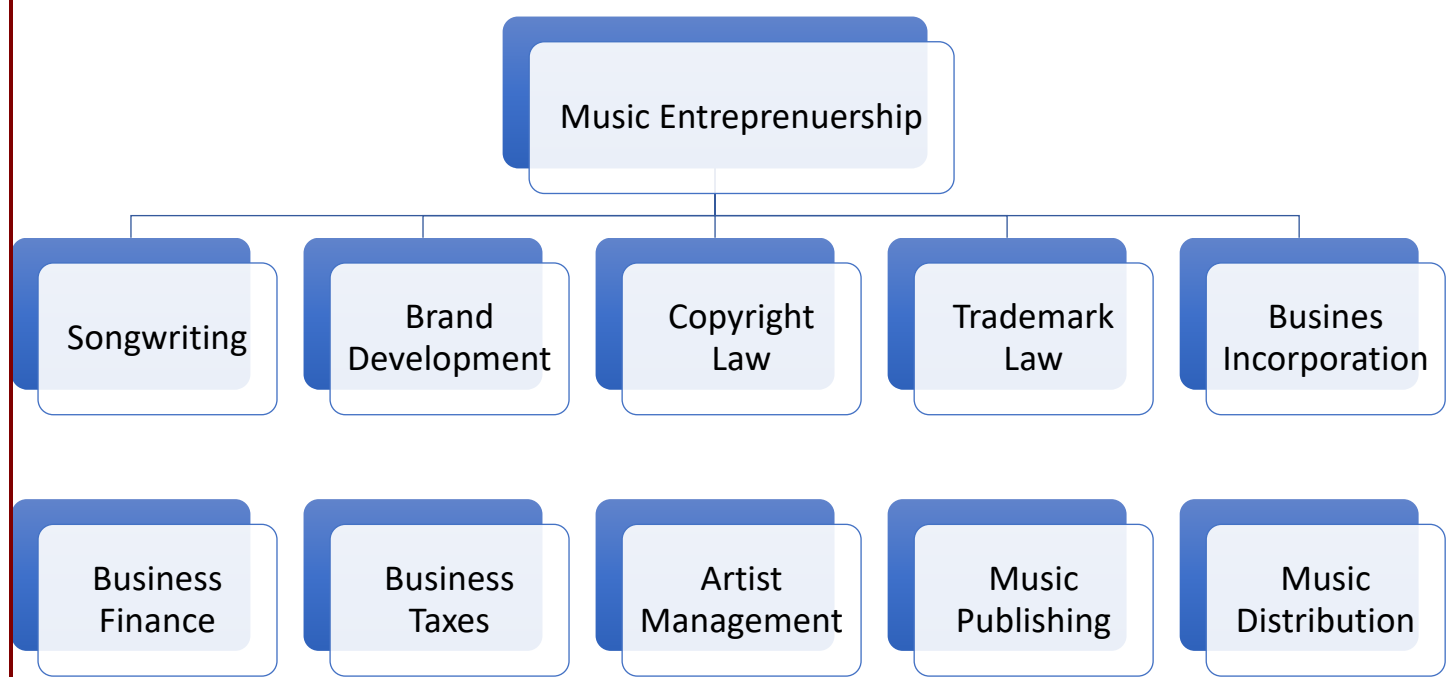 Music Entreprenuership
Songwriting
Brand
Development
Copyright
Law
Trademark
Law
Busines
Incorporation
Business
Finance
Business
Taxes
Artist
Management
Music
Publishing
Music
Distribution